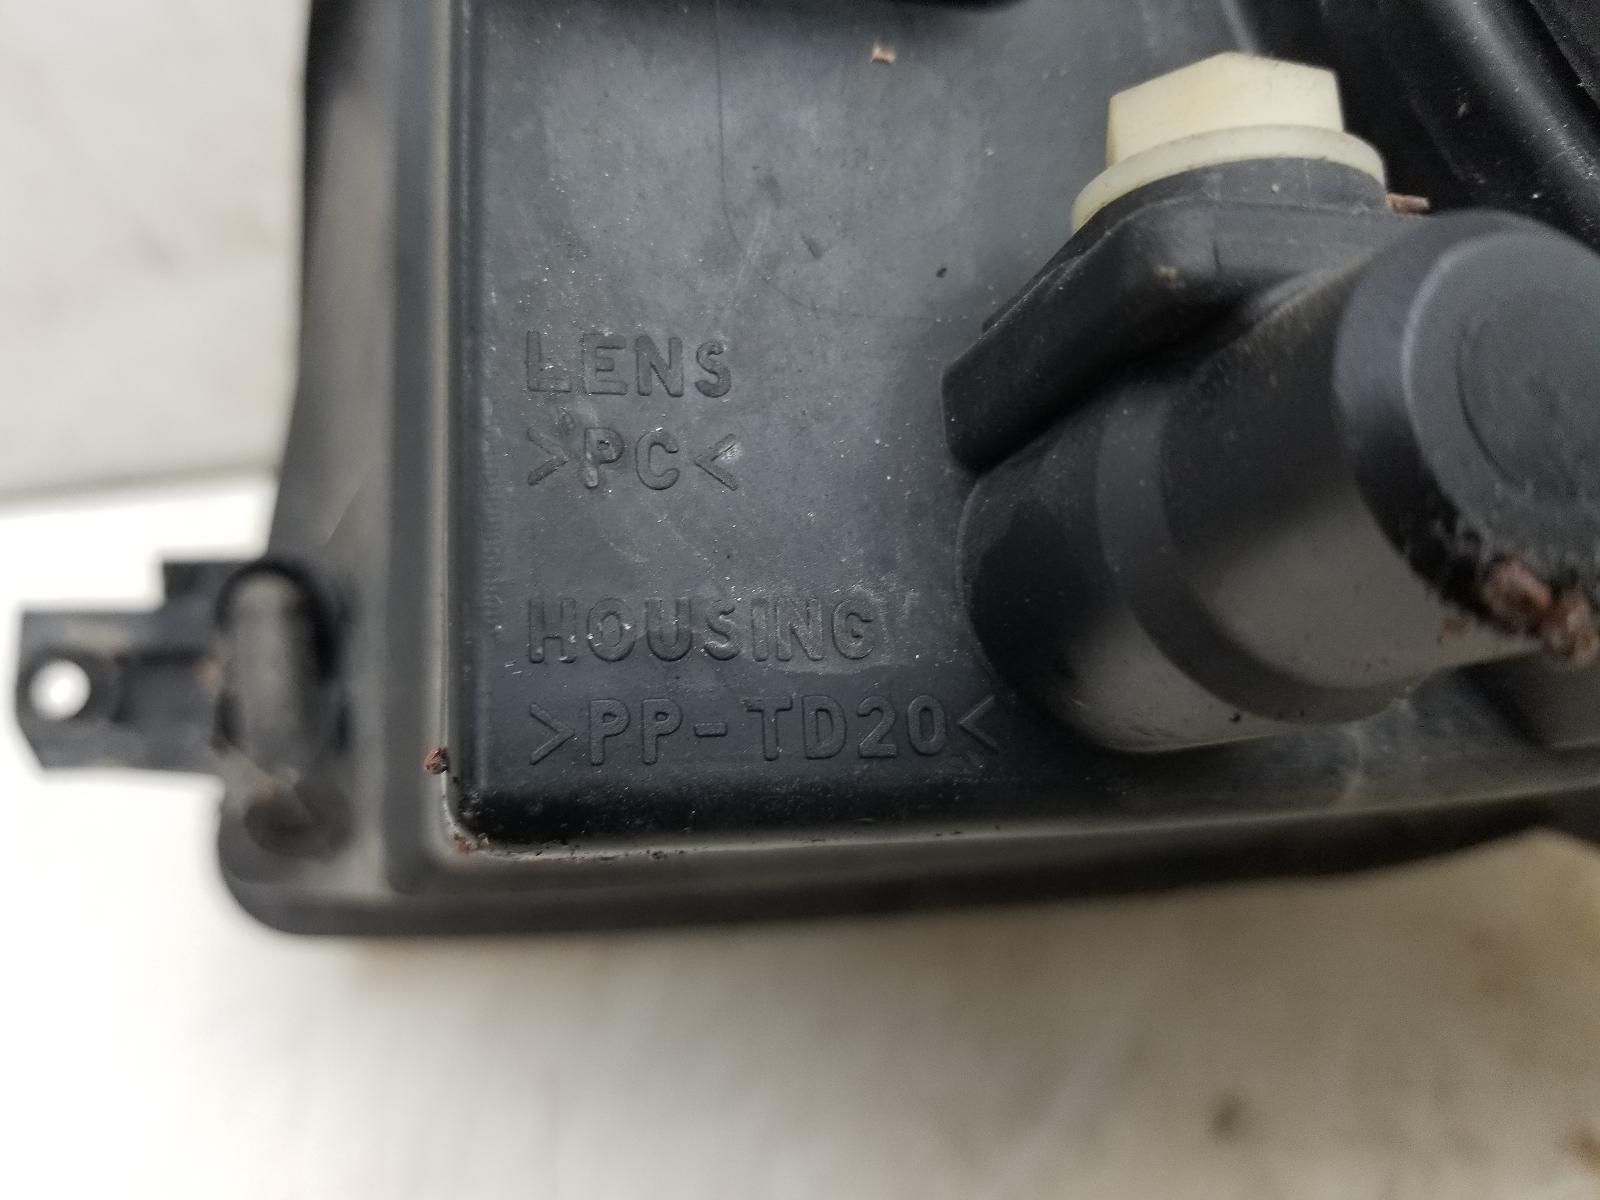 LENS
>PC<
HOUSING
>PP-TD20<